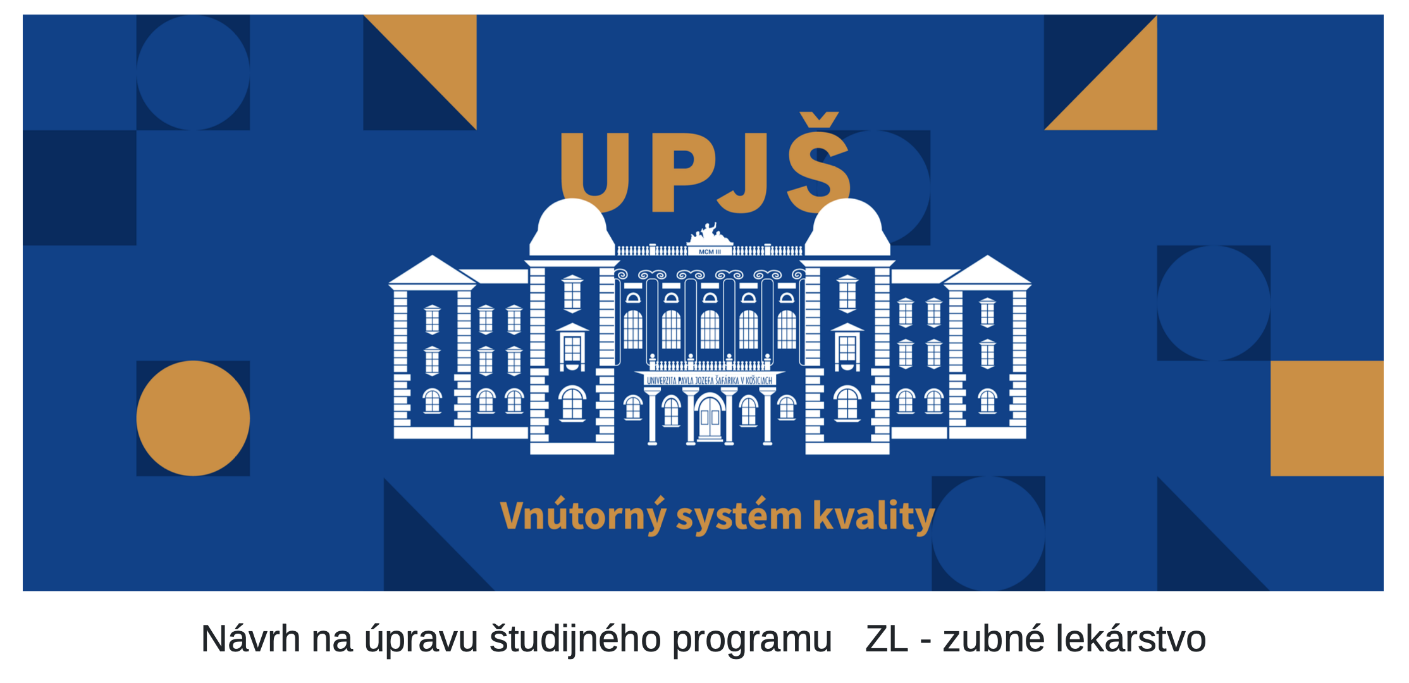 UPJŠ
MCM III
UNIVERZITA PAVLA JOZEFA ŠAFÁRIKA V KOŠICIACH
Vnútorný systém kvality
Návrh na úpravu študijného programu ZL - zubné lekárstvo